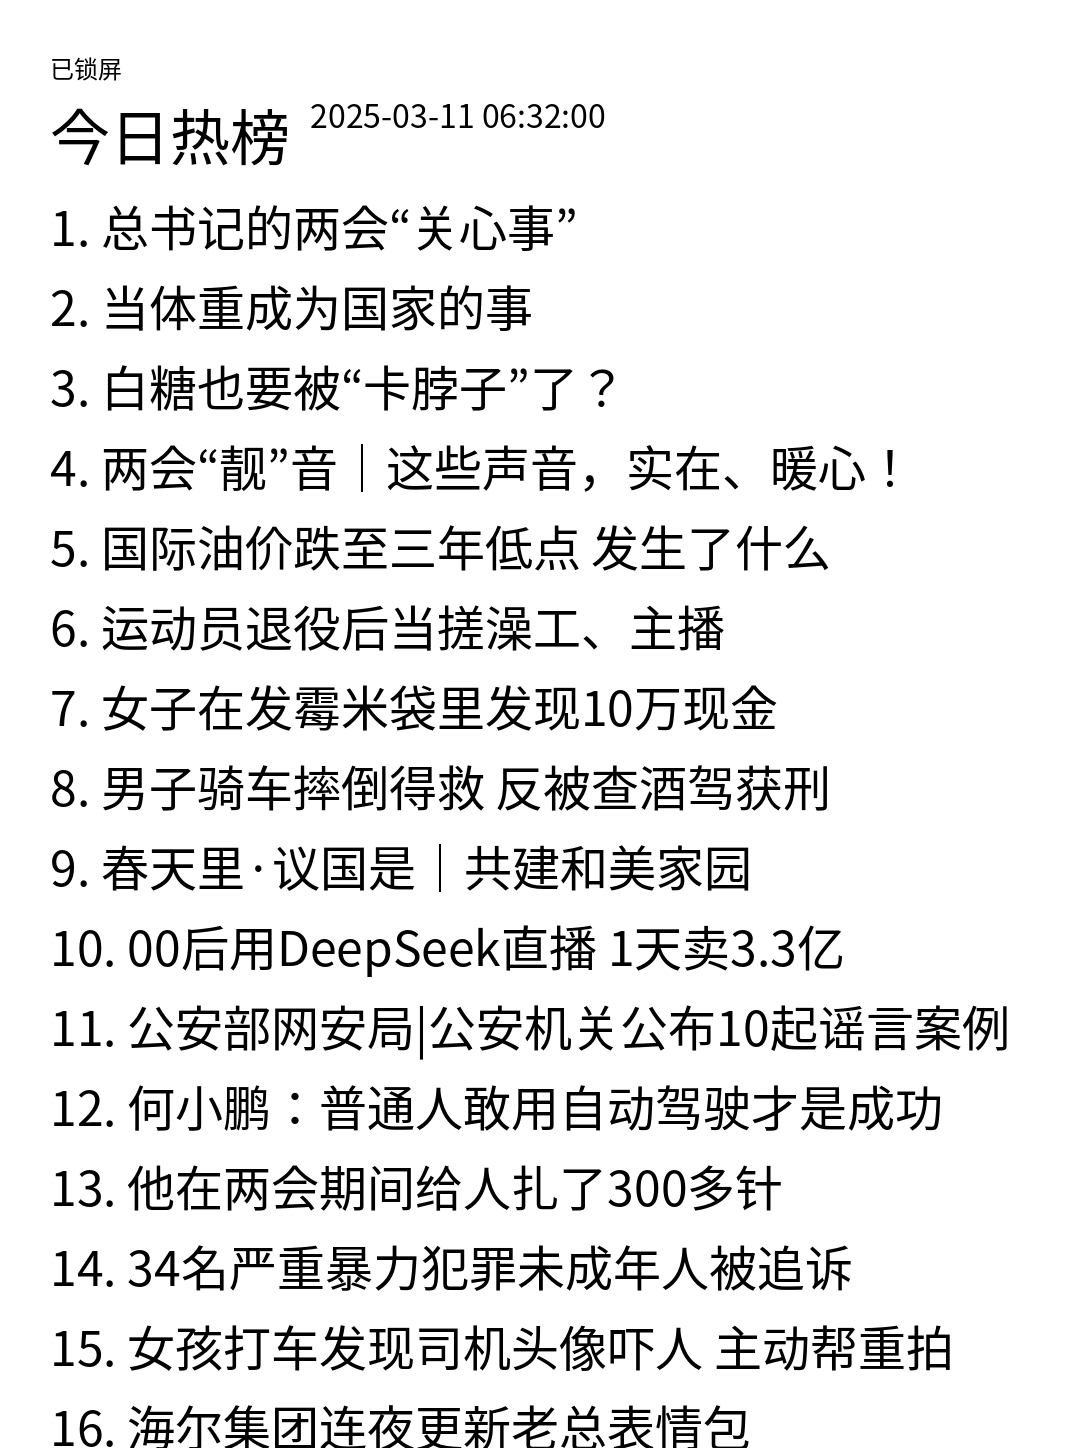 已锁屏
今日热榜 2025-03-11 06:32:00
1. 总书记的两会“关心事”
2. 当体重成为国家的事
3. 白糖也要被“卡脖子”了？
4. 两会“靓”音｜这些声音，实在、暖心！
5. 国际油价跌至三年低点 发生了什么
6. 运动员退役后当搓澡工、主播
7. 女子在发霉米袋里发现10万现金
8. 男子骑车摔倒得救 反被查酒驾获刑
9. 春天里·议国是｜共建和美家园
10. 00后用DeepSeek直播 1天卖3.3亿
11. 公安部网安局|公安机关公布10起谣言案例
12. 何小鹏：普通人敢用自动驾驶才是成功
13. 他在两会期间给人扎了300多针
14. 34名严重暴力犯罪未成年人被追诉
15. 女孩打车发现司机头像吓人 主动帮重拍
16. 海尔集团连夜更新老总表情包